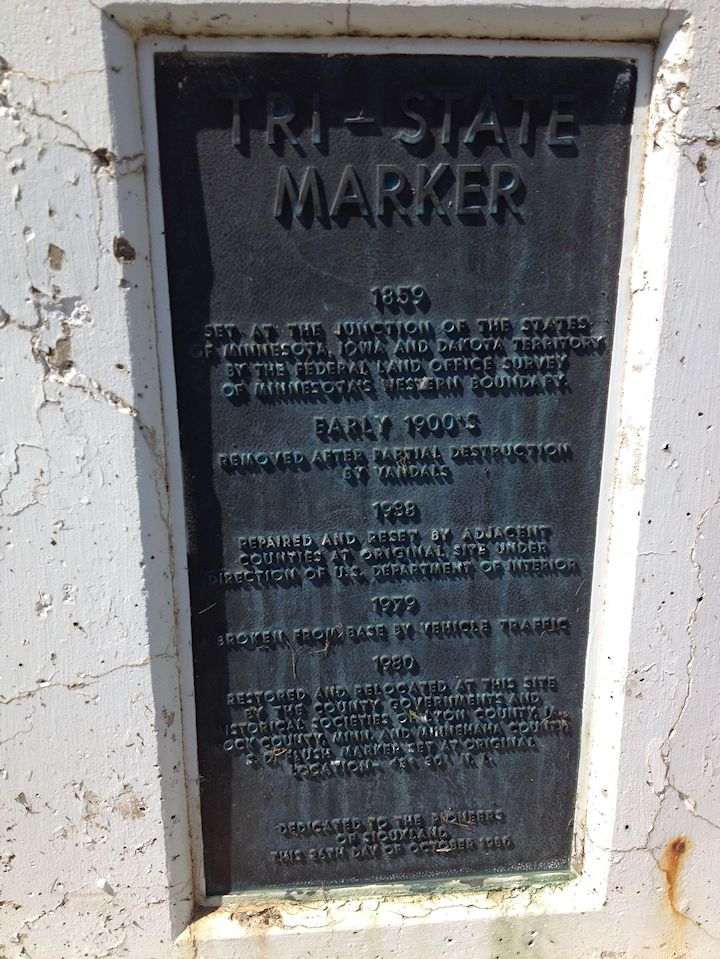 TRI-STATE
MARKER
1859
SET AT THE JUNCTION OF THE STATES
OF MINNESOTA, IOWA AND DAKOTA TERRITORY
BY THE FEDERAL LAND OFFICE SURVEY
OF MINNESOTA'S WESTERN BOUNDARY.
EARLY 1900'S
REMOVED AFTER PARTIAL DESTRUCTION
BY VANDALS
1938
REPAIRED AND RESET BY ADJACENT
COUNTIES AT ORIGINAL SITE UNDER
DIRECTION OF U.S. DEPARTMENT OF INTERIOR
1979
BROKEN FROM BASE BY VEHICLE TRAFFIC
1980
RESTORED AND RELOCATED AT THIS SITE
BY THE COUNTY GOVERNMENTS AND
HISTORICAL SOCIETIES OF LYON COUNTY, IA.,
ROCK COUNTY, MINN. AND MINNEHAHA COUNTY,
FLUSH MARKER SET AT ORIGINAL
LOCATION
DEDICATED TO THE PIONEERS
OF SIOUXLAND
THIS DAY OF OCTOBER 1980